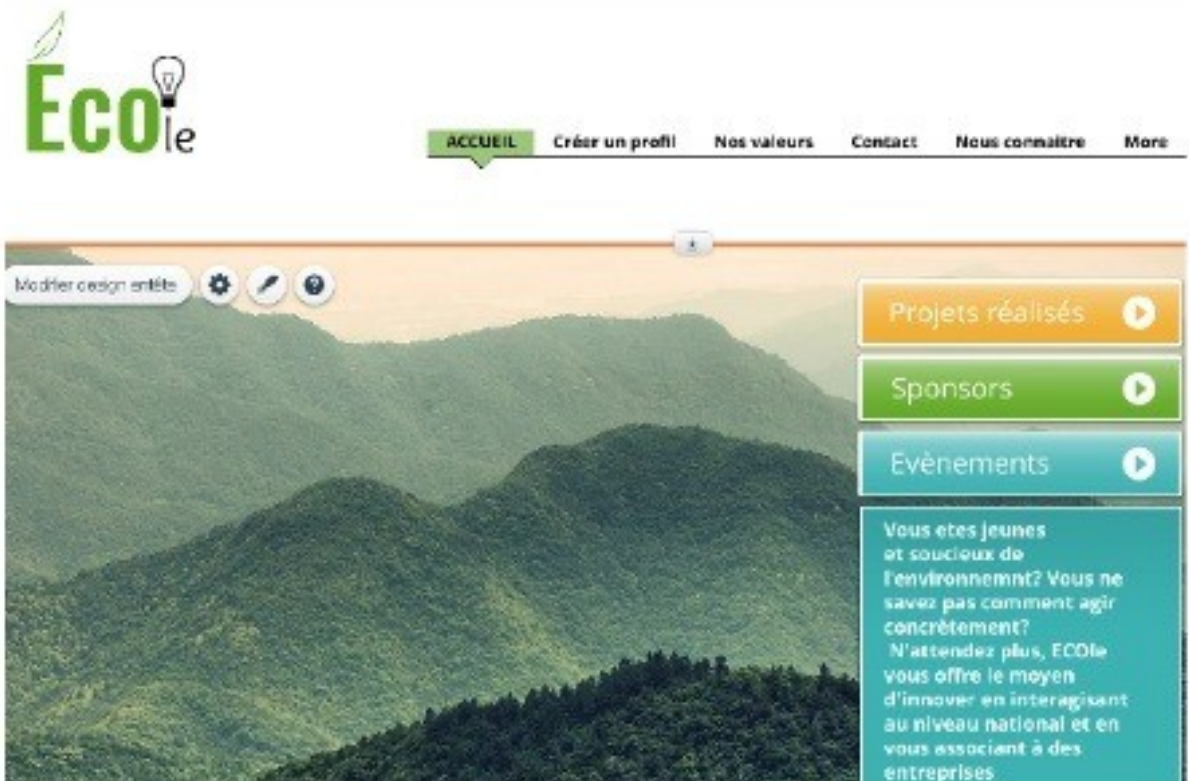 École
ACCUEIL Créer un profil Nos valeurs Contact Nous connaitre More
Modifier design entête
Projets réalisés
Sponsors
Evènements
Vous etes jeunes
et soucieux de
l'environnemnt? Vous ne
savez pas comment agir
concrètement?
N'attendez plus, ECOle
vous offre le moyen
d'innover en interagisant
au niveau national et en
vous associant à des
entreprises